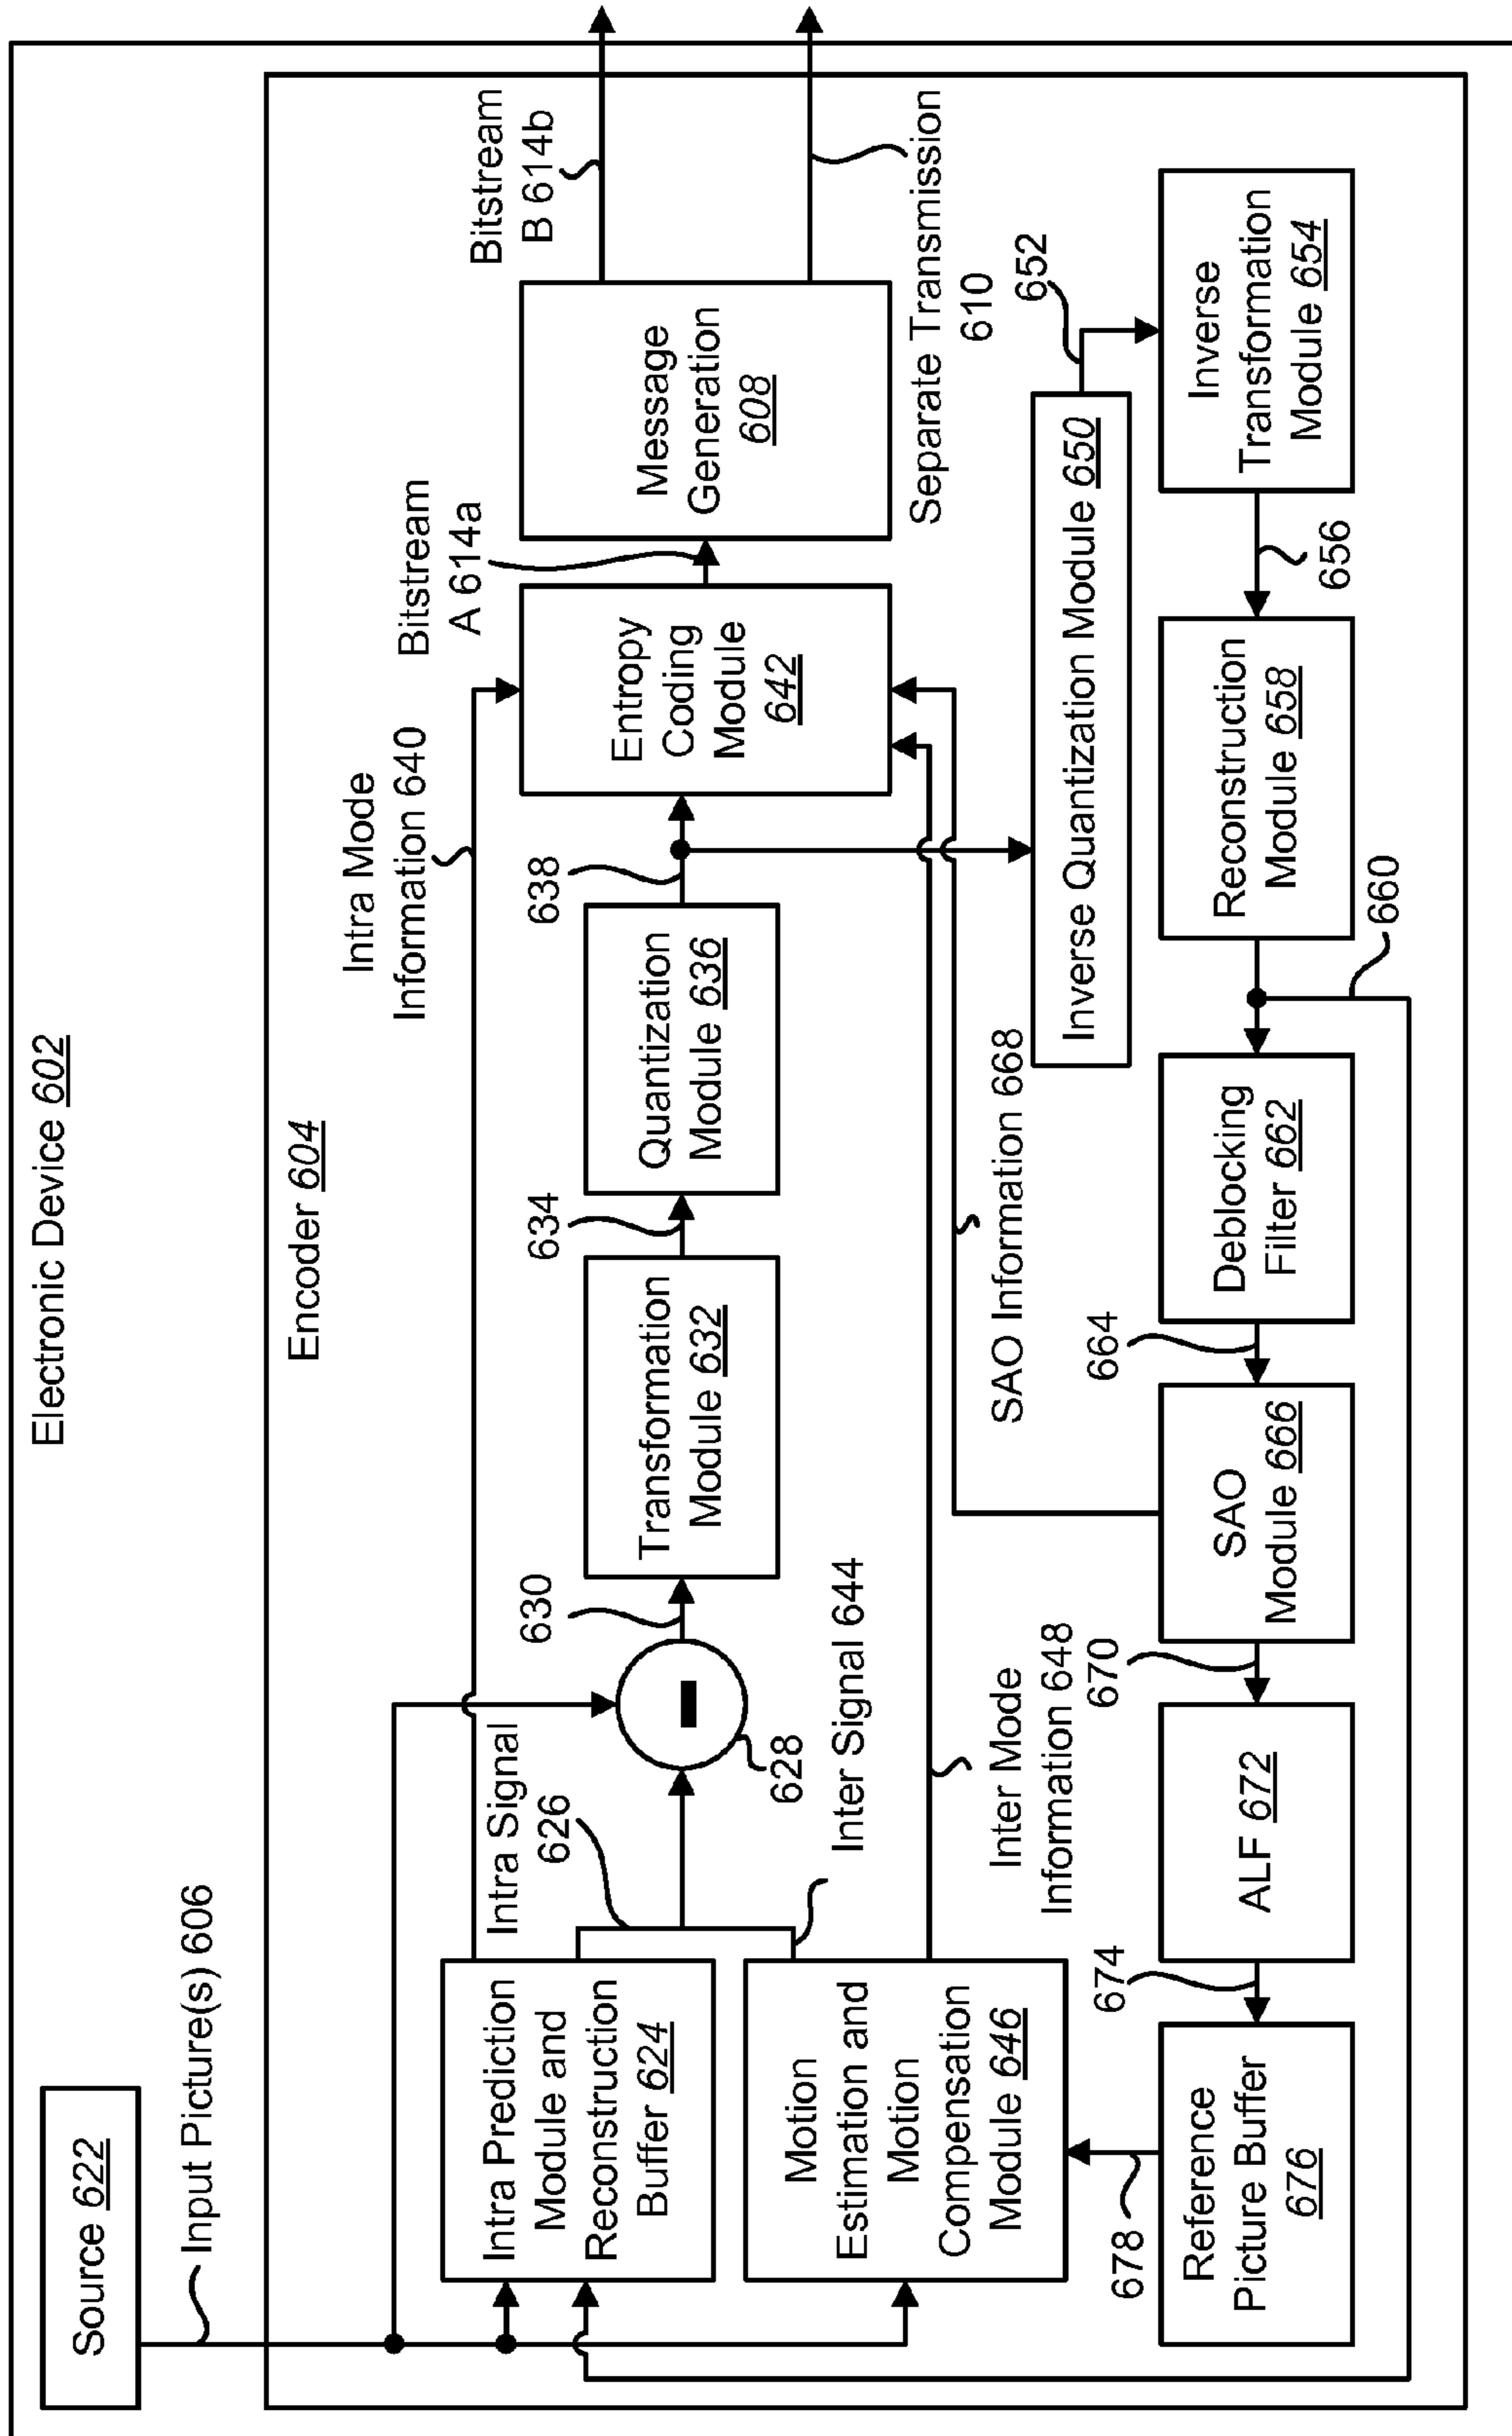 Electronic Device 602
Source 622
Input Picture(s) 606
Encoder 604
Intra Mode
Information 640
Bitstream
A 614a
Bitstream
B 614b
Intra Prediction
Module and
Reconstruction
Buffer 624
Intra Signal
626
628
630
Transformation
Module 632
634
Quantization
Module 636
638
Entropy
Coding
Module
642
Message
Generation
608
Separate Transmission
610
Motion
Estimation and
Motion
Compensation
Module 646
Inter Signal 644
Inter Mode
Information 648
SAO Information 668
Inverse Quantization Module 650
652
678
Reference
Picture Buffer
676
674
ALF 672
670
SAO
Module 666
664
Deblocking
Filter 662
660
Reconstruction
Module 658
656
Inverse
Transformation
Module 654